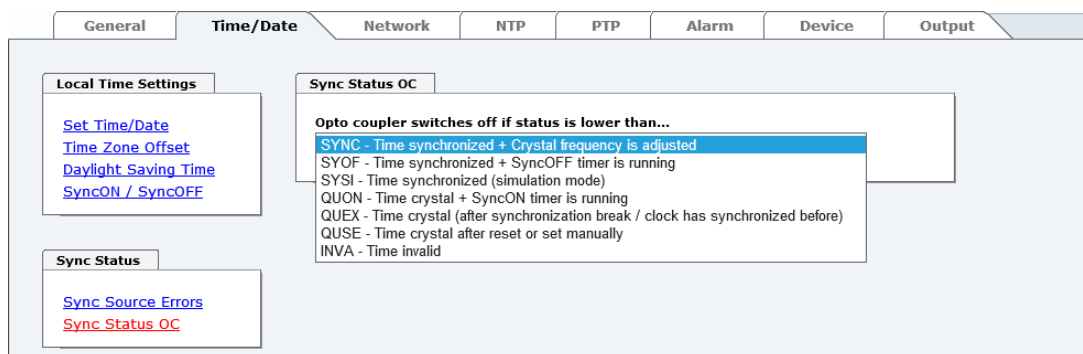 General Time/Date Network NTP PTP Alarm Device Output
Local Time Settings
Set Time/Date
Time Zone Offset
Daylight Saving Time
SyncON / SyncOFF
Sync Status
Sync Source Errors
Sync Status OC
Sync Status OC
Opto coupler switches off if status is lower than...
SYNC - Time synchronized + Crystal frequency is adjusted
SYOF - Time synchronized + SyncOFF timer is running
SYSI - Time synchronized (simulation mode)
QUON - Time crystal + SyncON timer is running
QUEX - Time crystal (after synchronization break / clock has synchronized before)
QUSE - Time crystal after reset or set manually
INVA - Time invalid